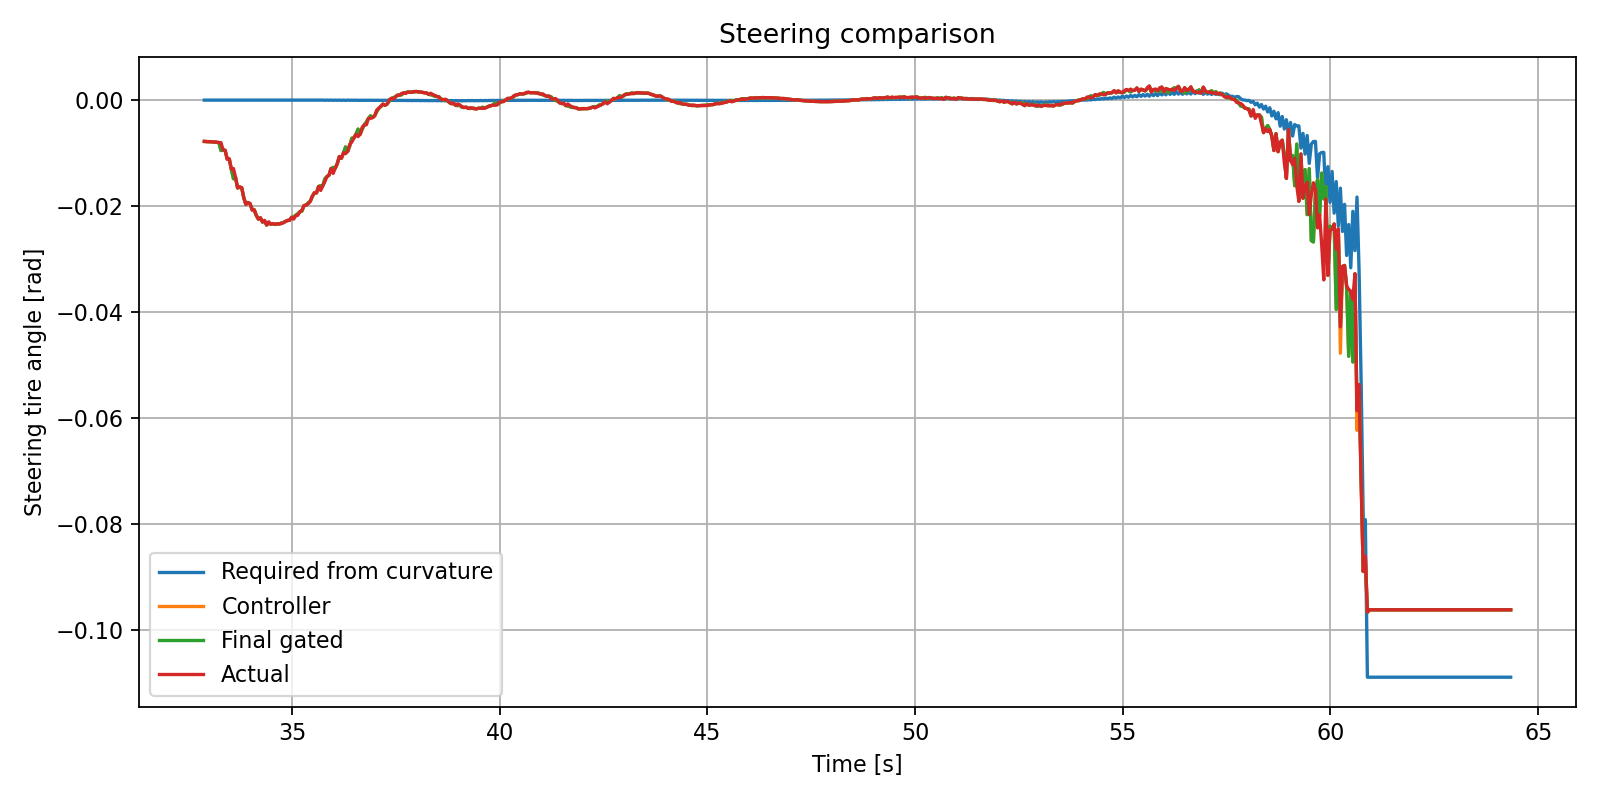 Steering comparison
Steering tire angle [rad]
0.00
−0.02
−0.04
−0.06
−0.08
−0.10
Required from curvature
Controller
Final gated
Actual
35
40
45
50
55
60
65
Time [s]